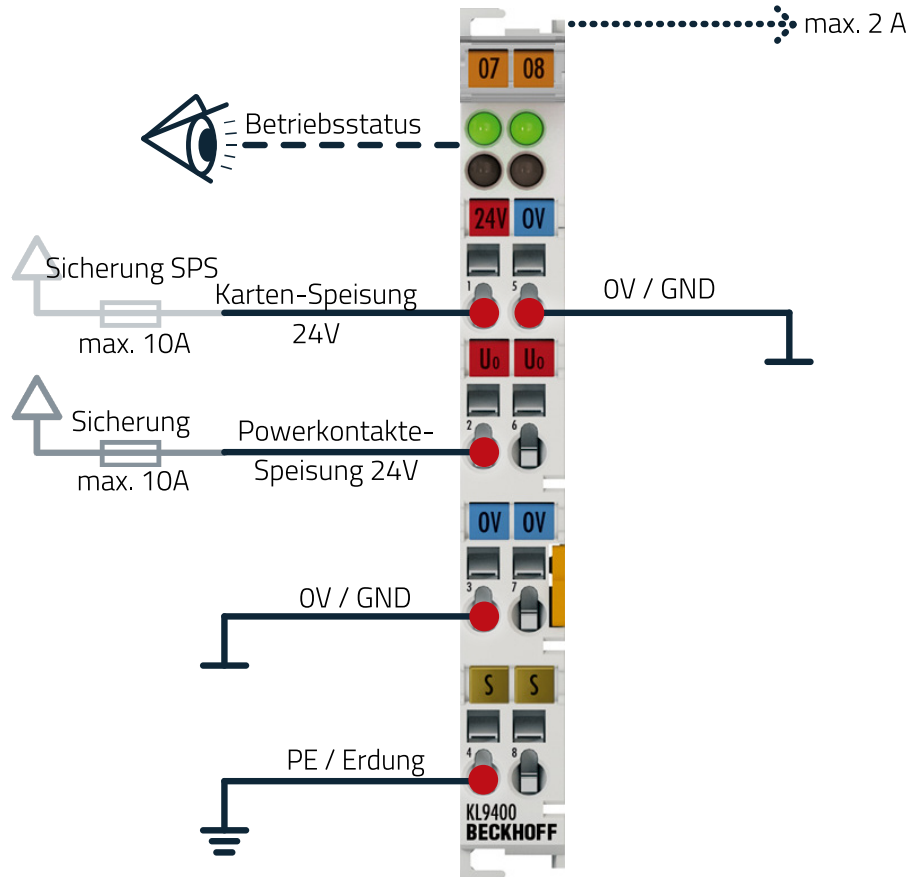 max. 2 A
07 08
Betriebsstatus
24V 0V
Sicherung SPS
Karten-Speisung
24V
max. 10A
1 5
0V / GND
U0 U0
Sicherung
max. 10A
Powerkontakte-
Speisung 24V
2 6
0V 0V
3 7
0V / GND
S S
4 8
PE / Erdung
KL9400
BECKHOFF